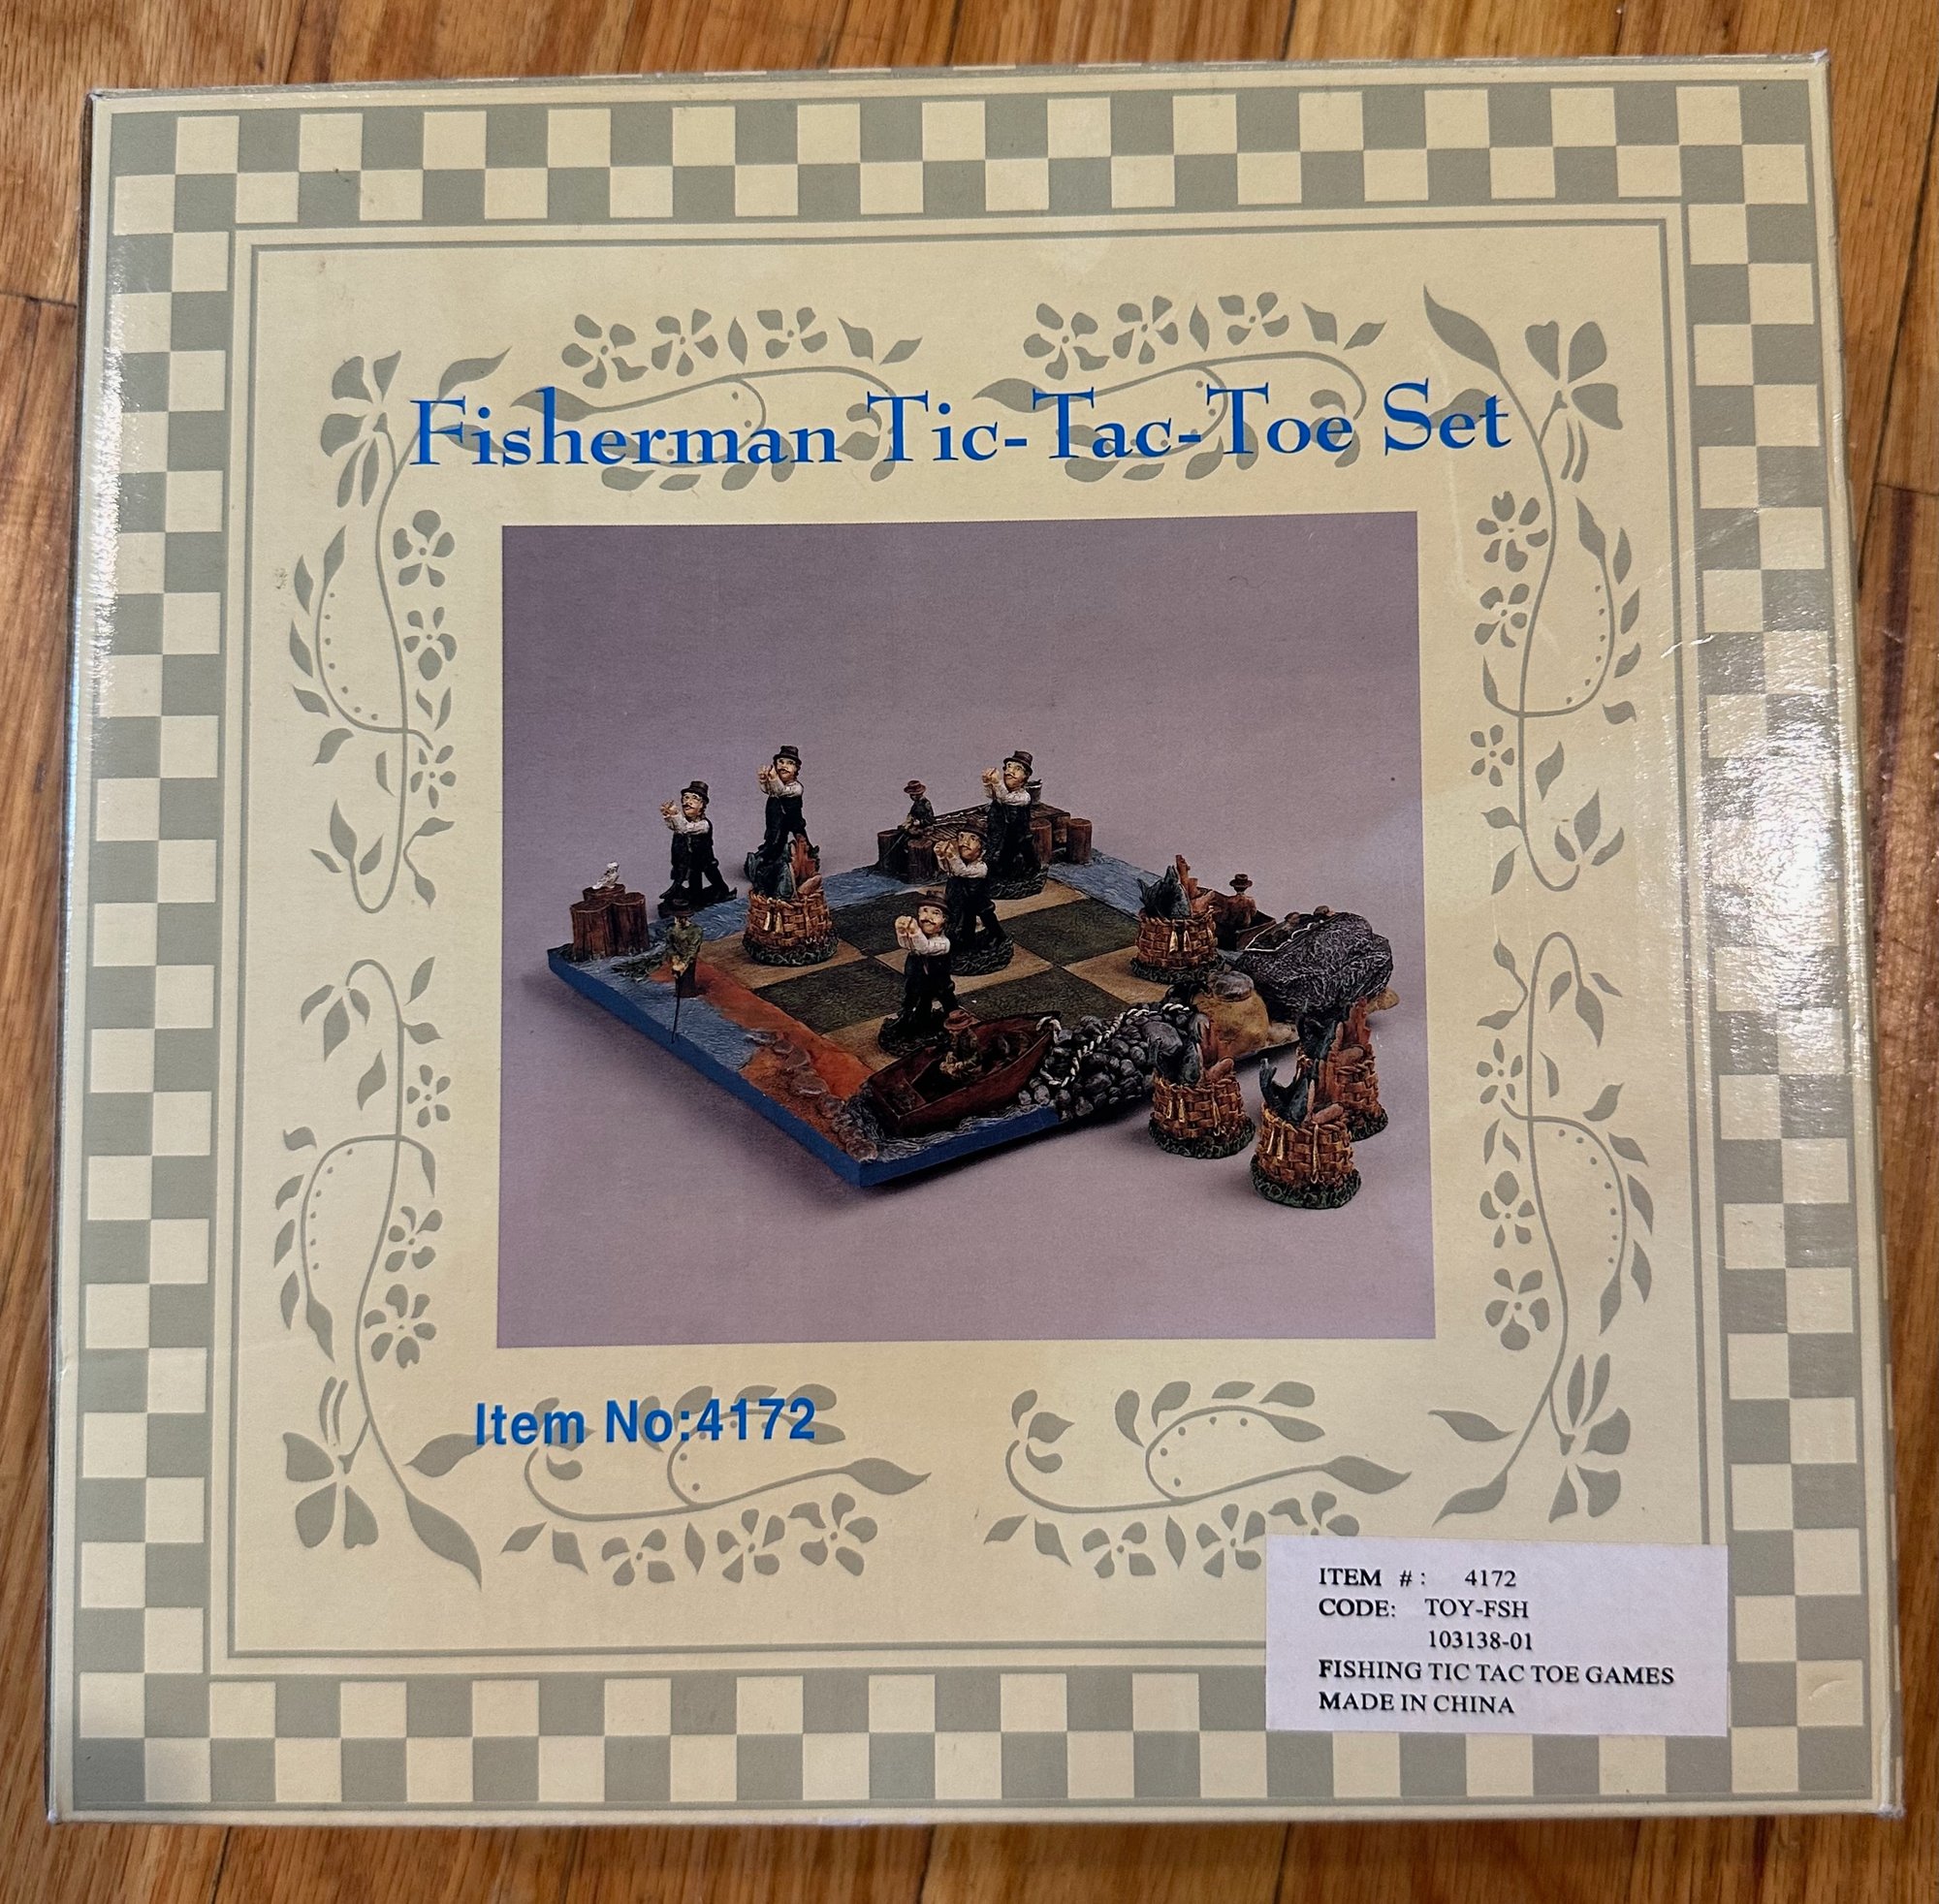 Fisherman Tic-Tac-Toe Set
Item No:4172
ITEM #: 4172
CODE: TOY-FSH
103138-01
FISHING TIC TAC TOE GAMES
MADE IN CHINA